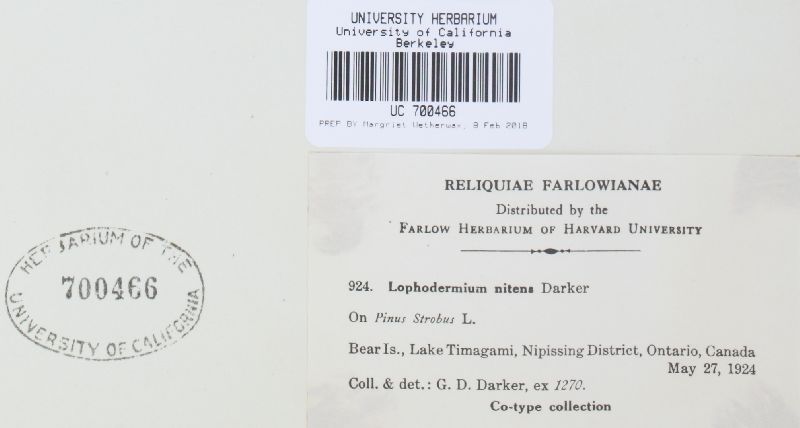 UNIVERSITY HERBARIUM
University of California
Berkeley
UC 700466
PREP BY Margriet Wetherwax, 8 Feb 2018
RELIQUIAE FARLOWIANAE
Distributed by the
FARLOW HERBARIUM OF HARVARD UNIVERSITY
924. Lophodermium nitens Darker
On Pinus Strobus L.
Bear Is., Lake Timagami, Nipissing District, Ontario, Canada
May 27, 1924
Coll. & det.: G. D. Darker, ex 1270.
Co-type collection
HERBARIUM OF THE
700466
UNIVERSITY OF CALIFORNIA